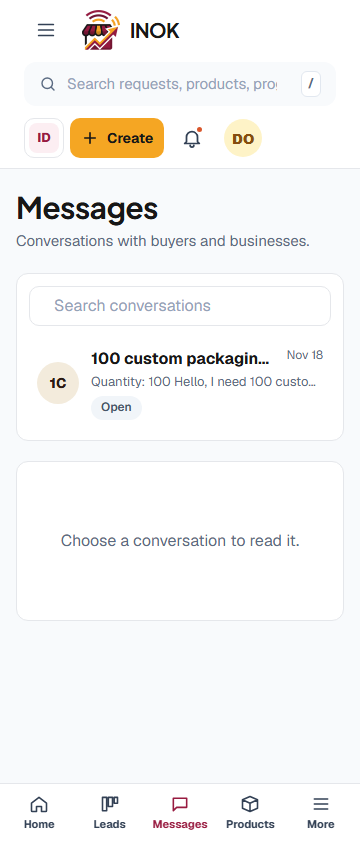 INOK
Search requests, products, pro
/
ID
Create
DO
Messages
Conversations with buyers and businesses.
Search conversations
1C
100 custom packagin...
Nov 18
Quantity: 100 Hello, I need 100 custo...
Open
Choose a conversation to read it.
Home
Leads
Messages
Products
More